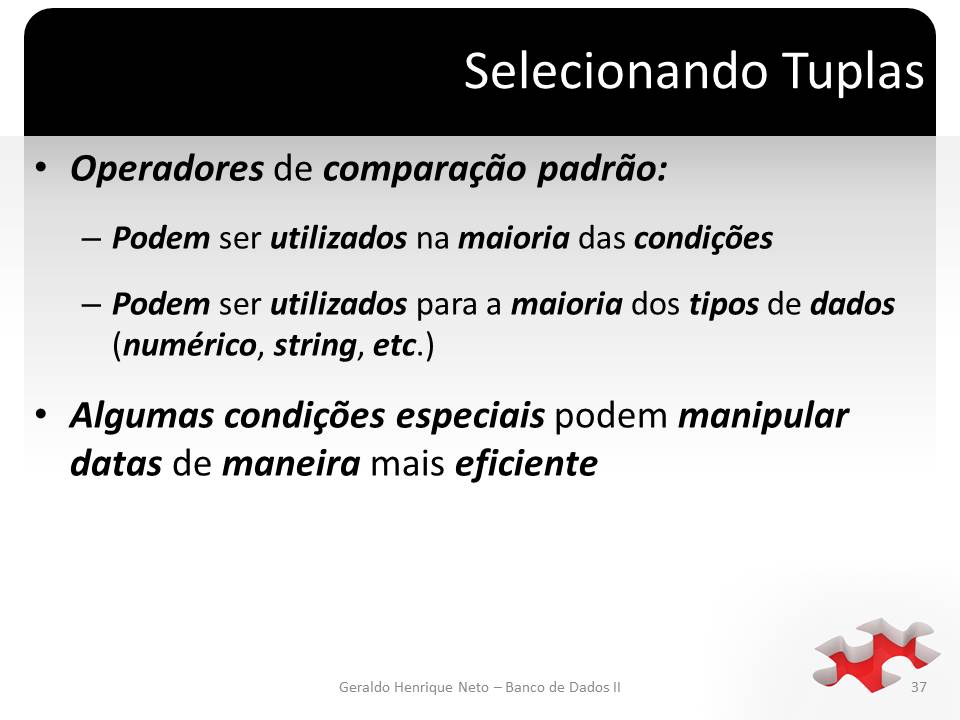 Selecionando Tuplas
• Operadores de comparação padrão:
– Podem ser utilizados na maioria das condições
– Podem ser utilizados para a maioria dos tipos de dados
(numérico, string, etc.)
• Algumas condições especiais podem manipular
datas de maneira mais eficiente
Geraldo Henrique Neto – Banco de Dados II
37